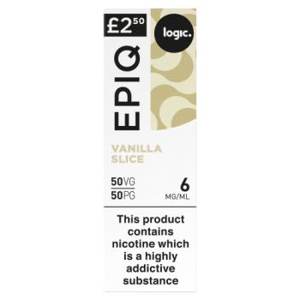 £2.50
logic.
EPIQ
VANILLA
SLICE
50VG
50PG
6
MG/ML
This product
contains
nicotine which
is a highly
addictive
substance